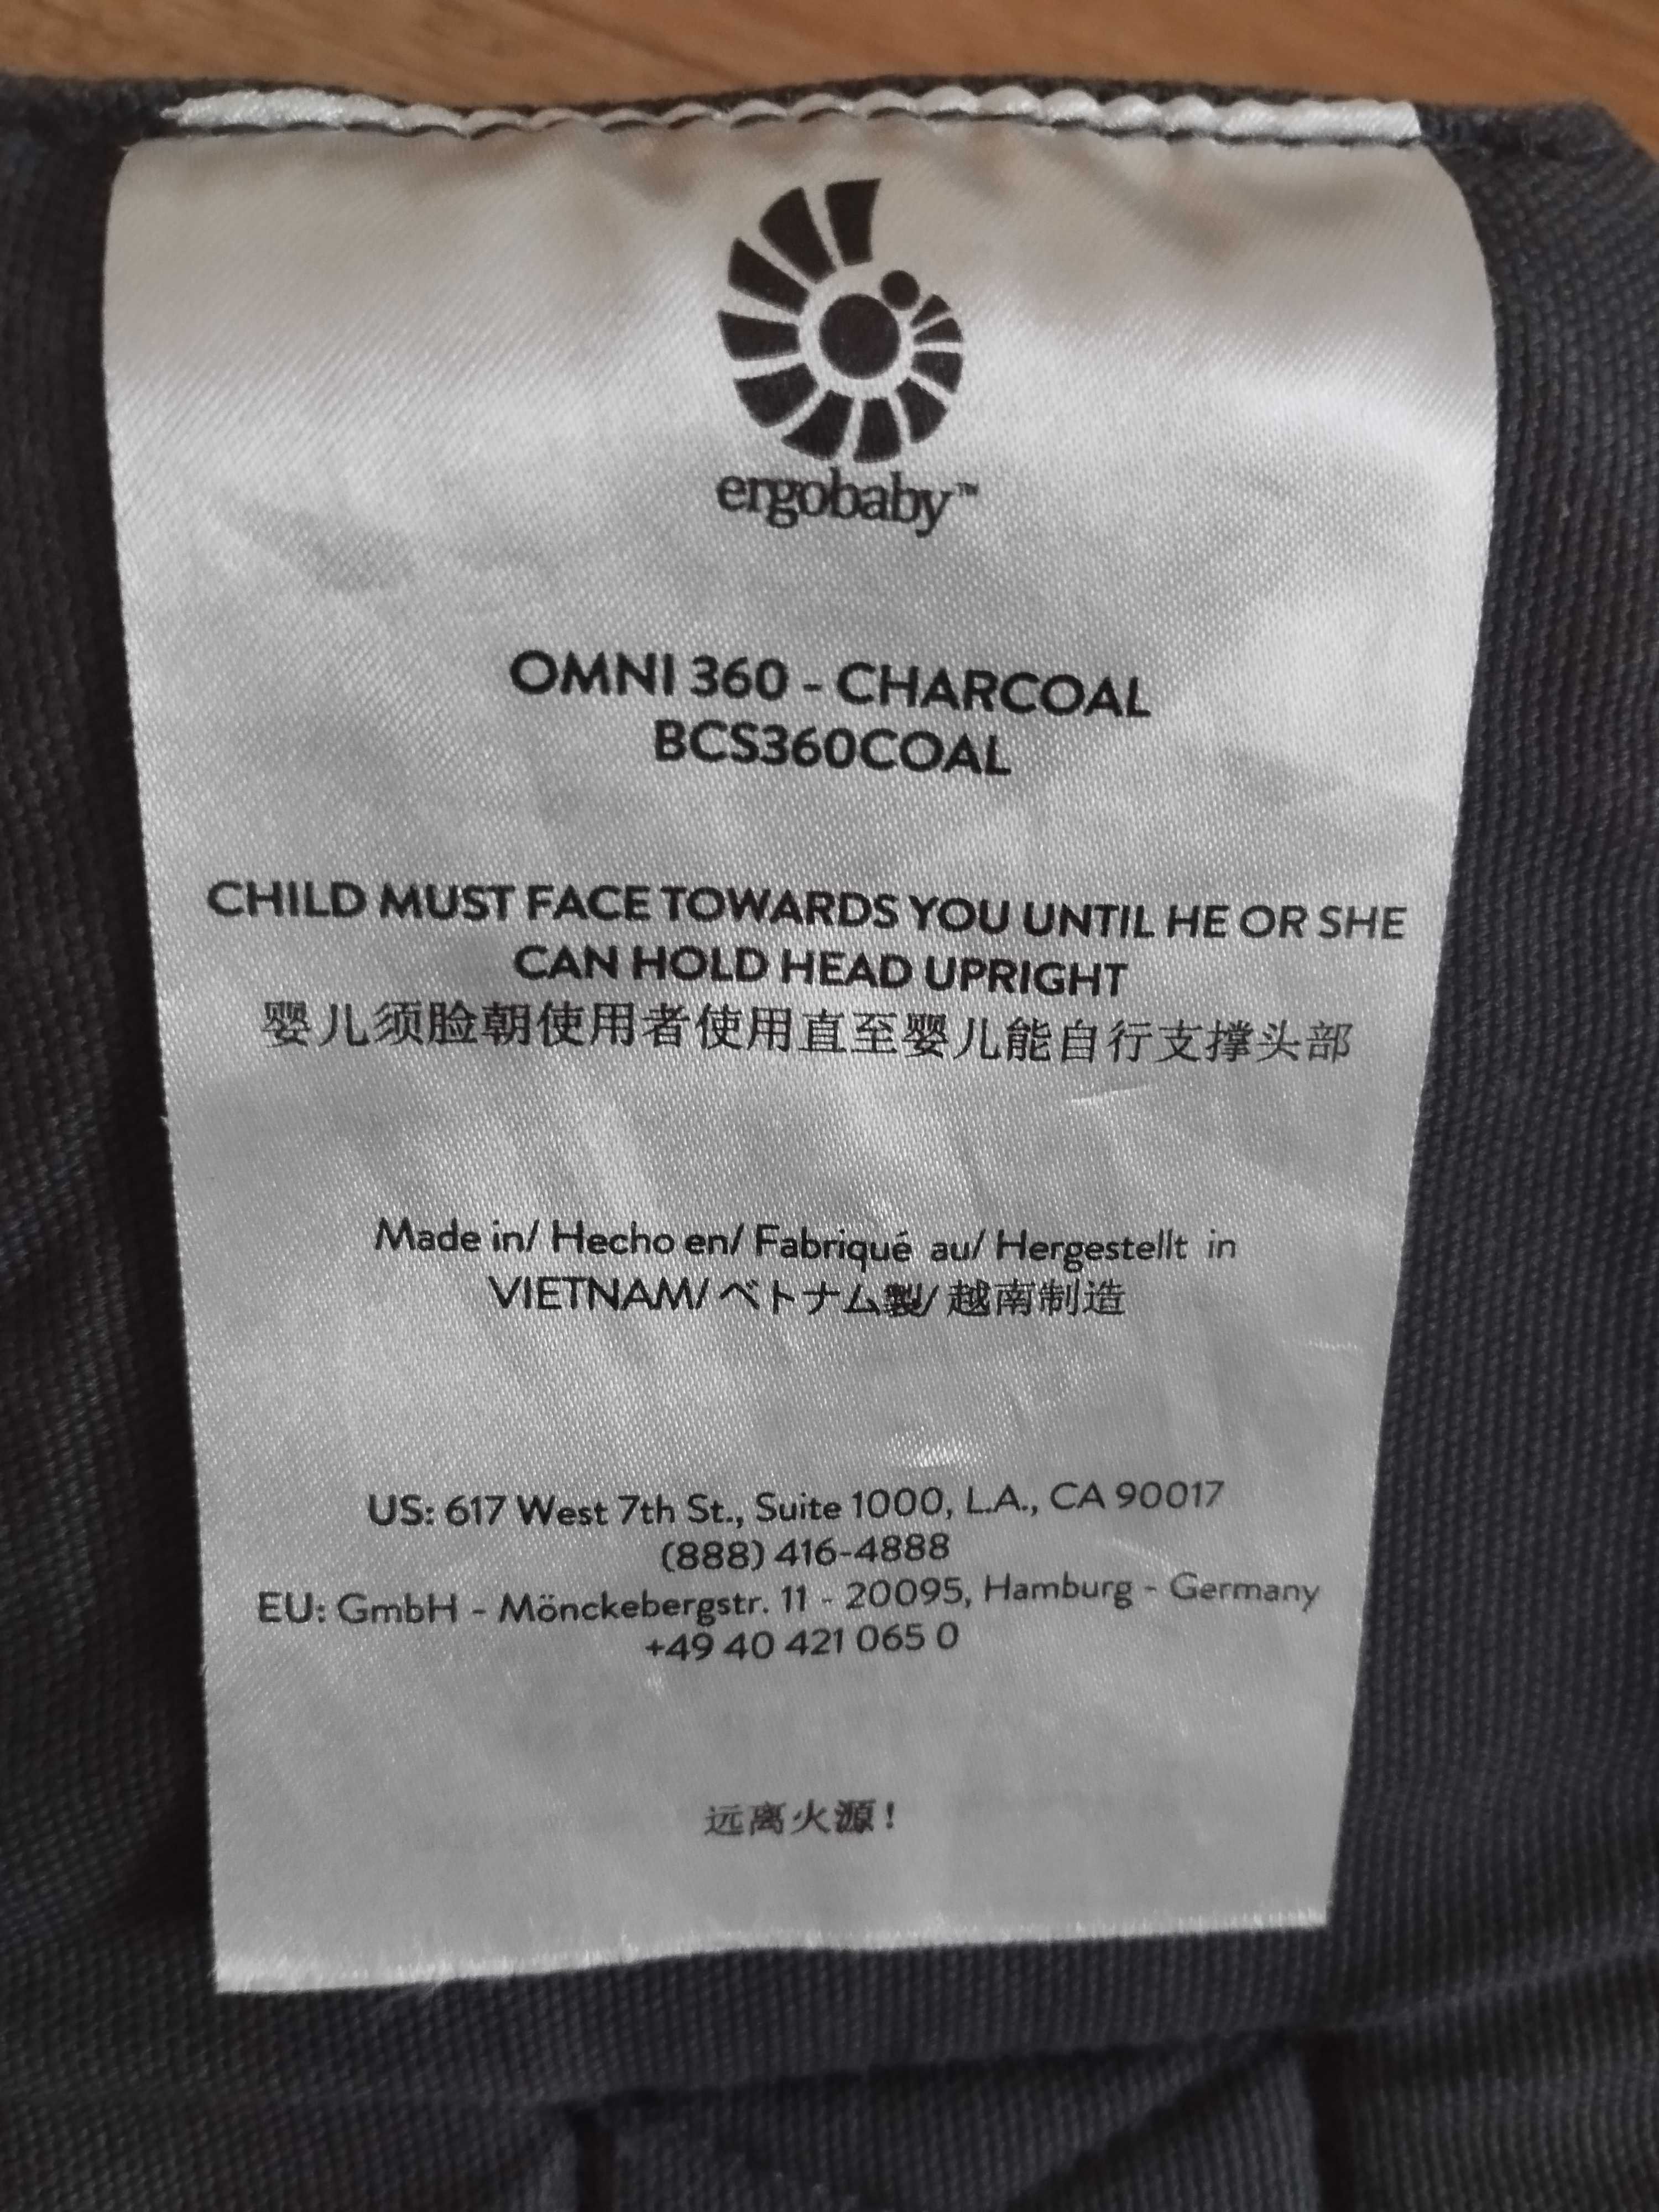 ergobaby™
OMNI 360 - CHARCOAL
BCS360COAL
CHILD MUST FACE TOWARDS YOU UNTIL HE OR SHE
CAN HOLD HEAD UPRIGHT
婴儿须脸朝使用者使用直至婴儿能自行支撑头部
Made in/ Hecho en/ Fabriqué au/ Hergestellt in
VIETNAM/ ベトナム製/ 越南制造
US: 617 West 7th St., Suite 1000, L.A., CA 90017
(888) 416-4888
EU: GmbH - Mönckebergstr. 11 - 20095, Hamburg - Germany
+49 40 421 065 0
远离火源!